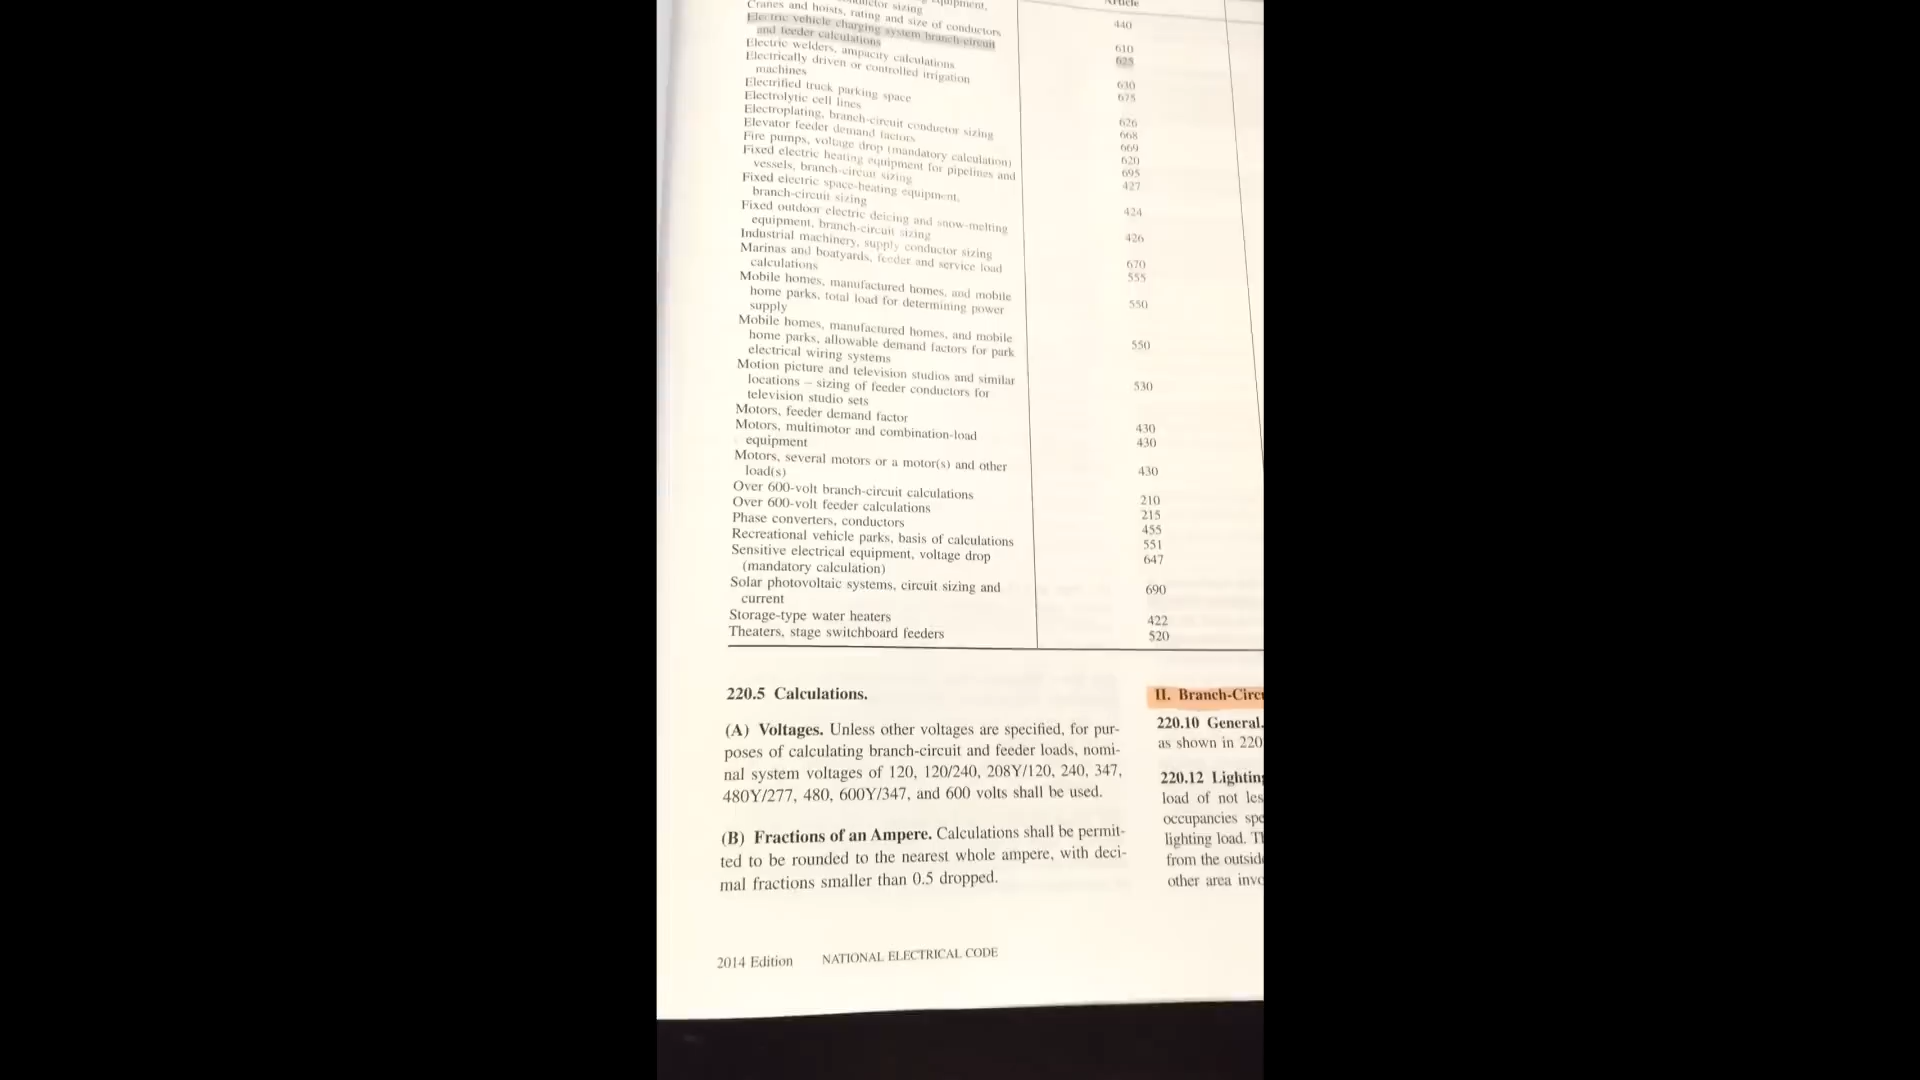 equipment,
conductor sizing
Cranes and hoists, rating and size of conductors
Electric vehicle charging system branch circuit
and feeder calculations
Electric welders, ampacity calculations
Electrically driven or controlled irrigation
machines
Electrified truck parking space
Electrolytic cell lines
Electroplating, branch-circuit conductor sizing
Elevator feeder demand factors
Fire pumps, voltage drop (mandatory calculation)
Fixed electric heating equipment for pipelines and
vessels, branch-circuit sizing
Fixed electric space-heating equipment,
branch-circuit sizing
Fixed outdoor electric deicing and snow-melting
equipment, branch-circuit sizing
Industrial machinery, supply conductor sizing
Marinas and boatyards, feeder and service load
calculations
Mobile homes, manufactured homes, and mobile
home parks, total load for determining power
supply
Mobile homes, manufactured homes, and mobile
home parks, allowable demand factors for park
electrical wiring systems
Motion picture and television studios and similar
locations – sizing of feeder conductors for
television studio sets
Motors, feeder demand factor
Motors, multimotor and combination-load
equipment
Motors, several motors or a motor(s) and other
load(s)
Over 600-volt branch-circuit calculations
Over 600-volt feeder calculations
Phase converters, conductors
Recreational vehicle parks, basis of calculations
Sensitive electrical equipment, voltage drop
(mandatory calculation)
Solar photovoltaic systems, circuit sizing and
current
Storage-type water heaters
Theaters, stage switchboard feeders
Article
440
610
625
630
675
626
668
669
620
695
427
424
426
670
555
550
550
530
430
430
430
210
215
455
551
647
690
422
520
220.5 Calculations.
(A) Voltages. Unless other voltages are specified, for pur-
poses of calculating branch-circuit and feeder loads, nomi-
nal system voltages of 120, 120/240, 208Y/120, 240, 347,
480Y/277, 480, 600Y/347, and 600 volts shall be used.
(B) Fractions of an Ampere. Calculations shall be permit-
ted to be rounded to the nearest whole ampere, with deci-
mal fractions smaller than 0.5 dropped.
2014 Edition NATIONAL ELECTRICAL CODE
II. Branch-Circ
220.10 General.
as shown in 220
220.12 Lighting
load of not les
occupancies spe
lighting load. Th
from the outside
other area invo